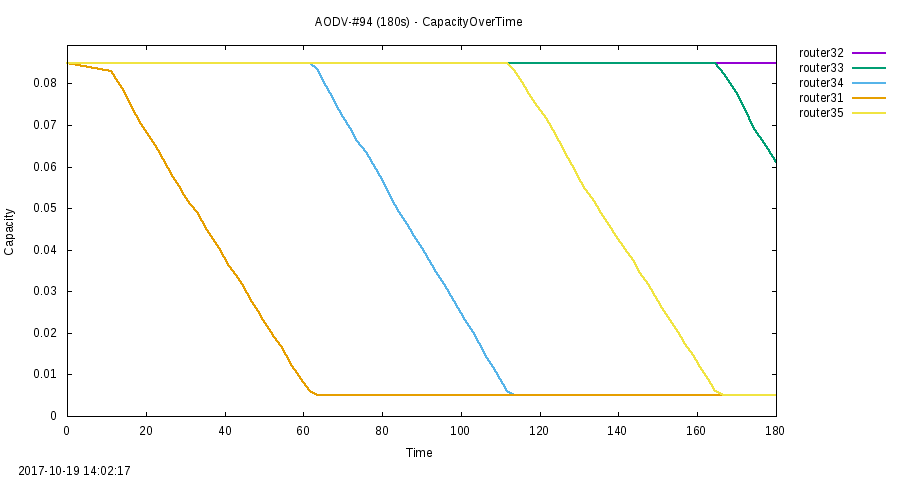 AODV-#94 (180s) - CapacityOverTime
router32
router33
router34
router31
router35
Capacity
0.08
0.07
0.06
0.05
0.04
0.03
0.02
0.01
0
0 20 40 60 80 100 120 140 160 180
Time
2017-10-19 14:02:17